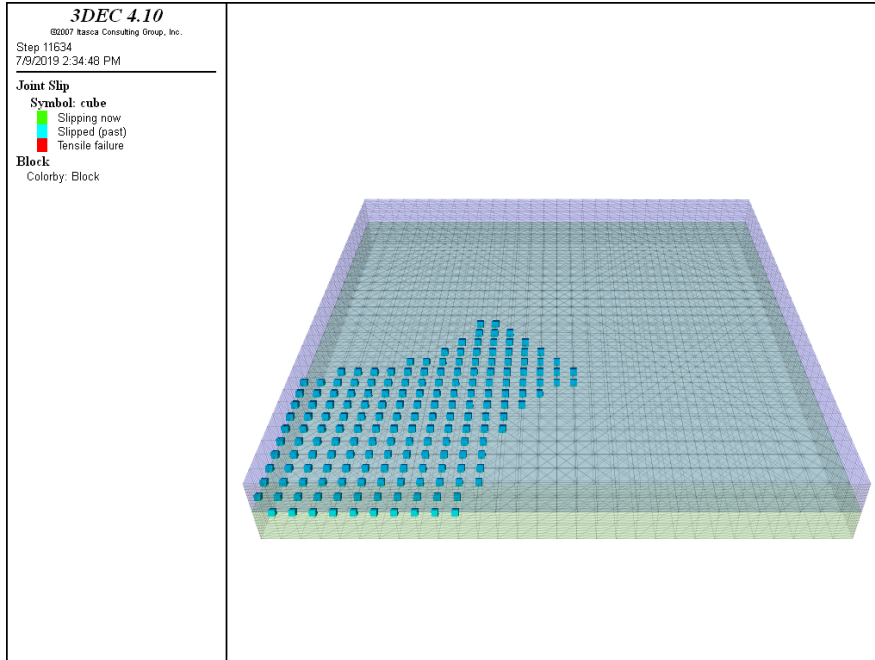 3DEC 4.10
©2007 Itasca Consulting Group, Inc.
Step 11634
7/9/2019 2:34:48 PM
Joint Slip
Symbol: cube
Slipping now
Slipped (past)
Tensile failure
Block
Colorby: Block